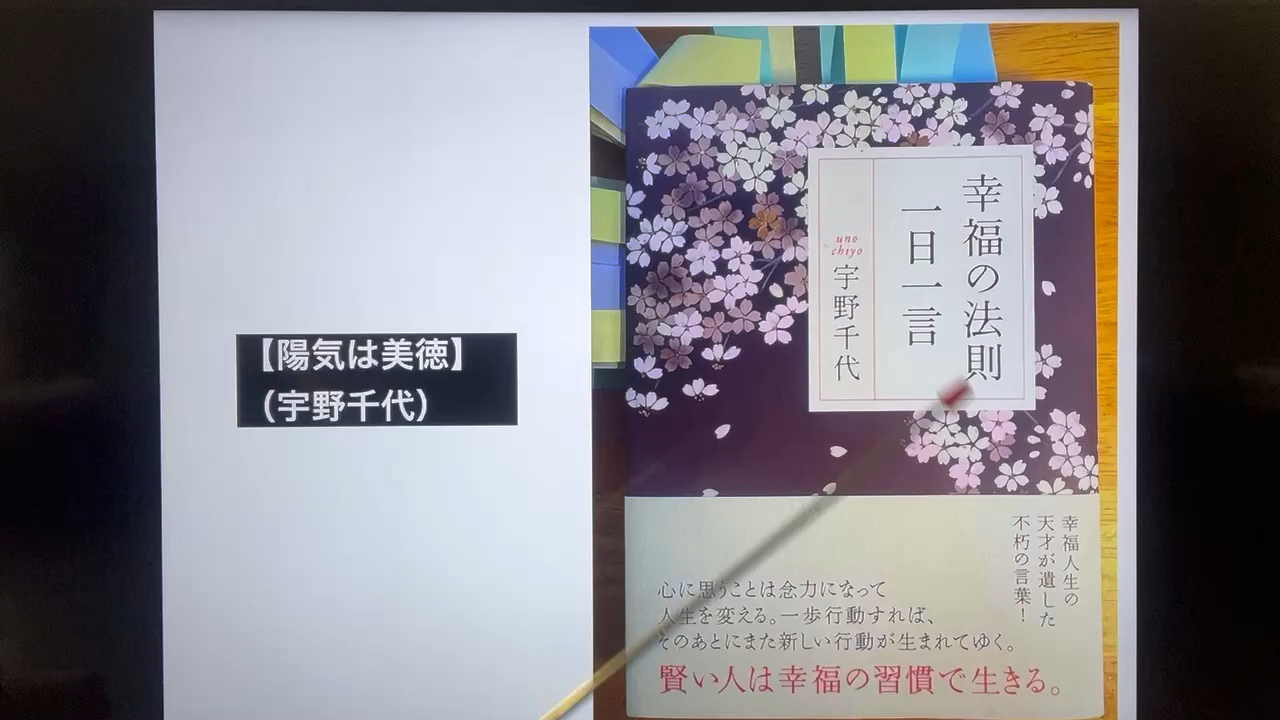 【陽気は美徳】
（宇野千代）
幸福の法則
一日一言
uno
chiyo
宇野千代
幸福人生の
天才が遺した
不朽の言葉！
心に思うことは念力になって
人生を変える。一歩行動すれば、
そのあとにまた新しい行動が生まれてゆく。
賢い人は幸福の習慣で生きる。